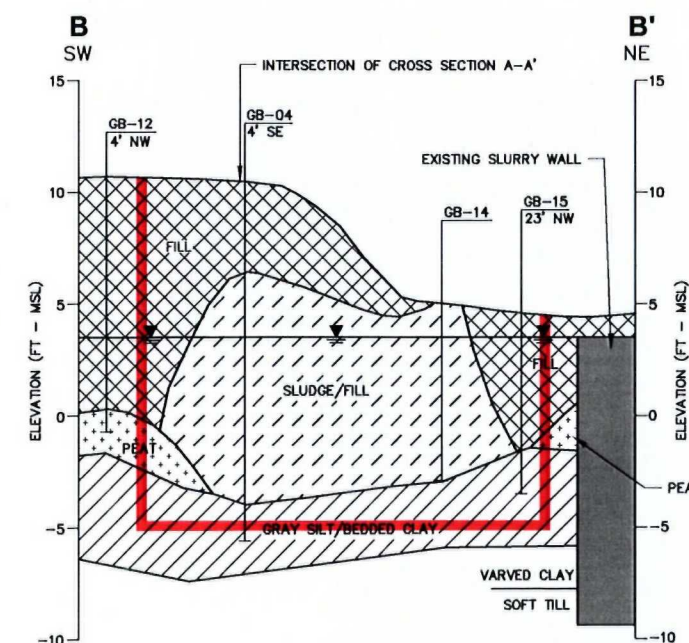 B
SW
B'
NE
INTERSECTION OF CROSS SECTION A-A'
GB-12
4' NW
GB-04
4' SE
EXISTING SLURRY WALL
GB-14
GB-15
23' NW
15
10
5
0
-5
-10
ELEVATION (FT - MSL)
15
10
5
0
-5
-10
ELEVATION (FT - MSL)
FILL
SLUDGE/FILL
FILL
PEAT
PEA
GRAY SILT/BEDDED CLAY
VARVED CLAY
SOFT TILL